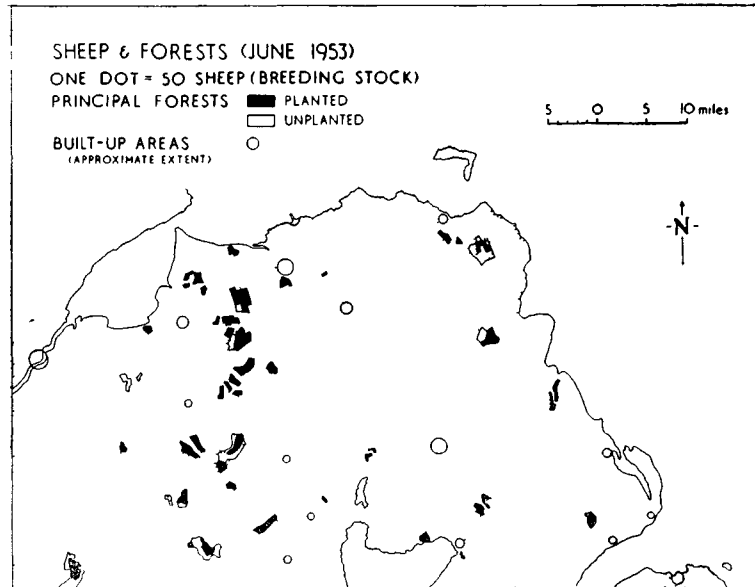 SHEEP & FORESTS (JUNE 1953)
ONE DOT = 50 SHEEP (BREEDING STOCK)
PRINCIPAL FORESTS PLANTED
UNPLANTED
BUILT-UP AREAS
(APPROXIMATE EXTENT)
5 0 5 10 miles
-N-